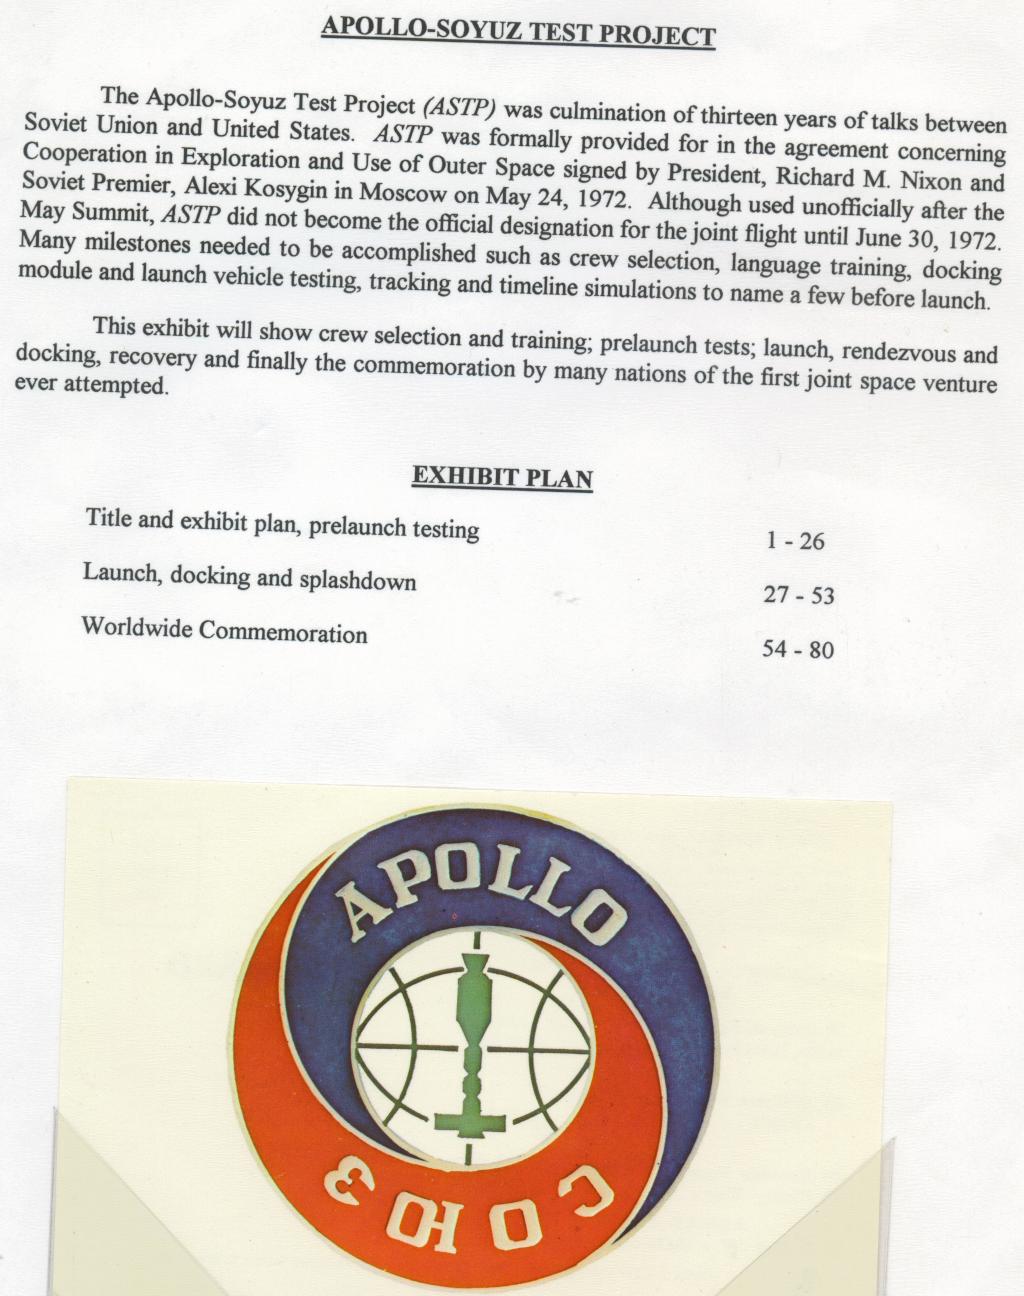 APOLLO-SOYUZ TEST PROJECT
The Apollo-Soyuz Test Project (ASTP) was culmination of thirteen years of talks between
Soviet Union and United States. ASTP was formally provided for in the agreement concerning
Cooperation in Exploration and Use of Outer Space signed by President, Richard M. Nixon and
Soviet Premier, Alexi Kosygin in Moscow on May 24, 1972. Although used unofficially after the
May Summit, ASTP did not become the official designation for the joint flight until June 30, 1972.
Many milestones needed to be accomplished such as crew selection, language training, docking
module and launch vehicle testing, tracking and timeline simulations to name a few before launch.
This exhibit will show crew selection and training; prelaunch tests; launch, rendezvous and
docking, recovery and finally the commemoration by many nations of the first joint space venture
ever attempted.
EXHIBIT PLAN
Title and exhibit plan, prelaunch testing 1 - 26
Launch, docking and splashdown 27 - 53
Worldwide Commemoration 54 - 80
APOLLO
СОЮЗ